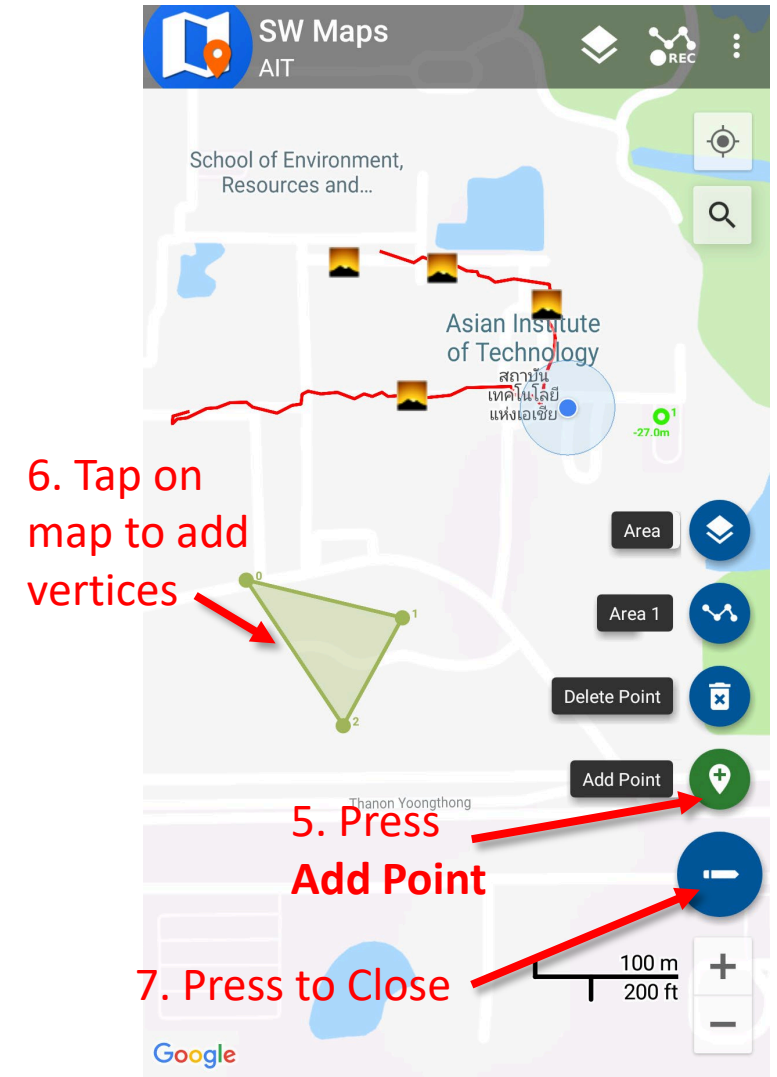 SW Maps
AIT
REC
School of Environment,
Resources and...
Asian Institute
of Technology
สถาบัน
เทคโนโลยี
แห่งเอเชีย
1
-27.0m
6. Tap on
map to add
vertices
0
1
2
Area
Area 1
Delete Point
Add Point
Thanon Yoongthong
5. Press
Add Point
7. Press to Close
100 m
200 ft
+
−
Google